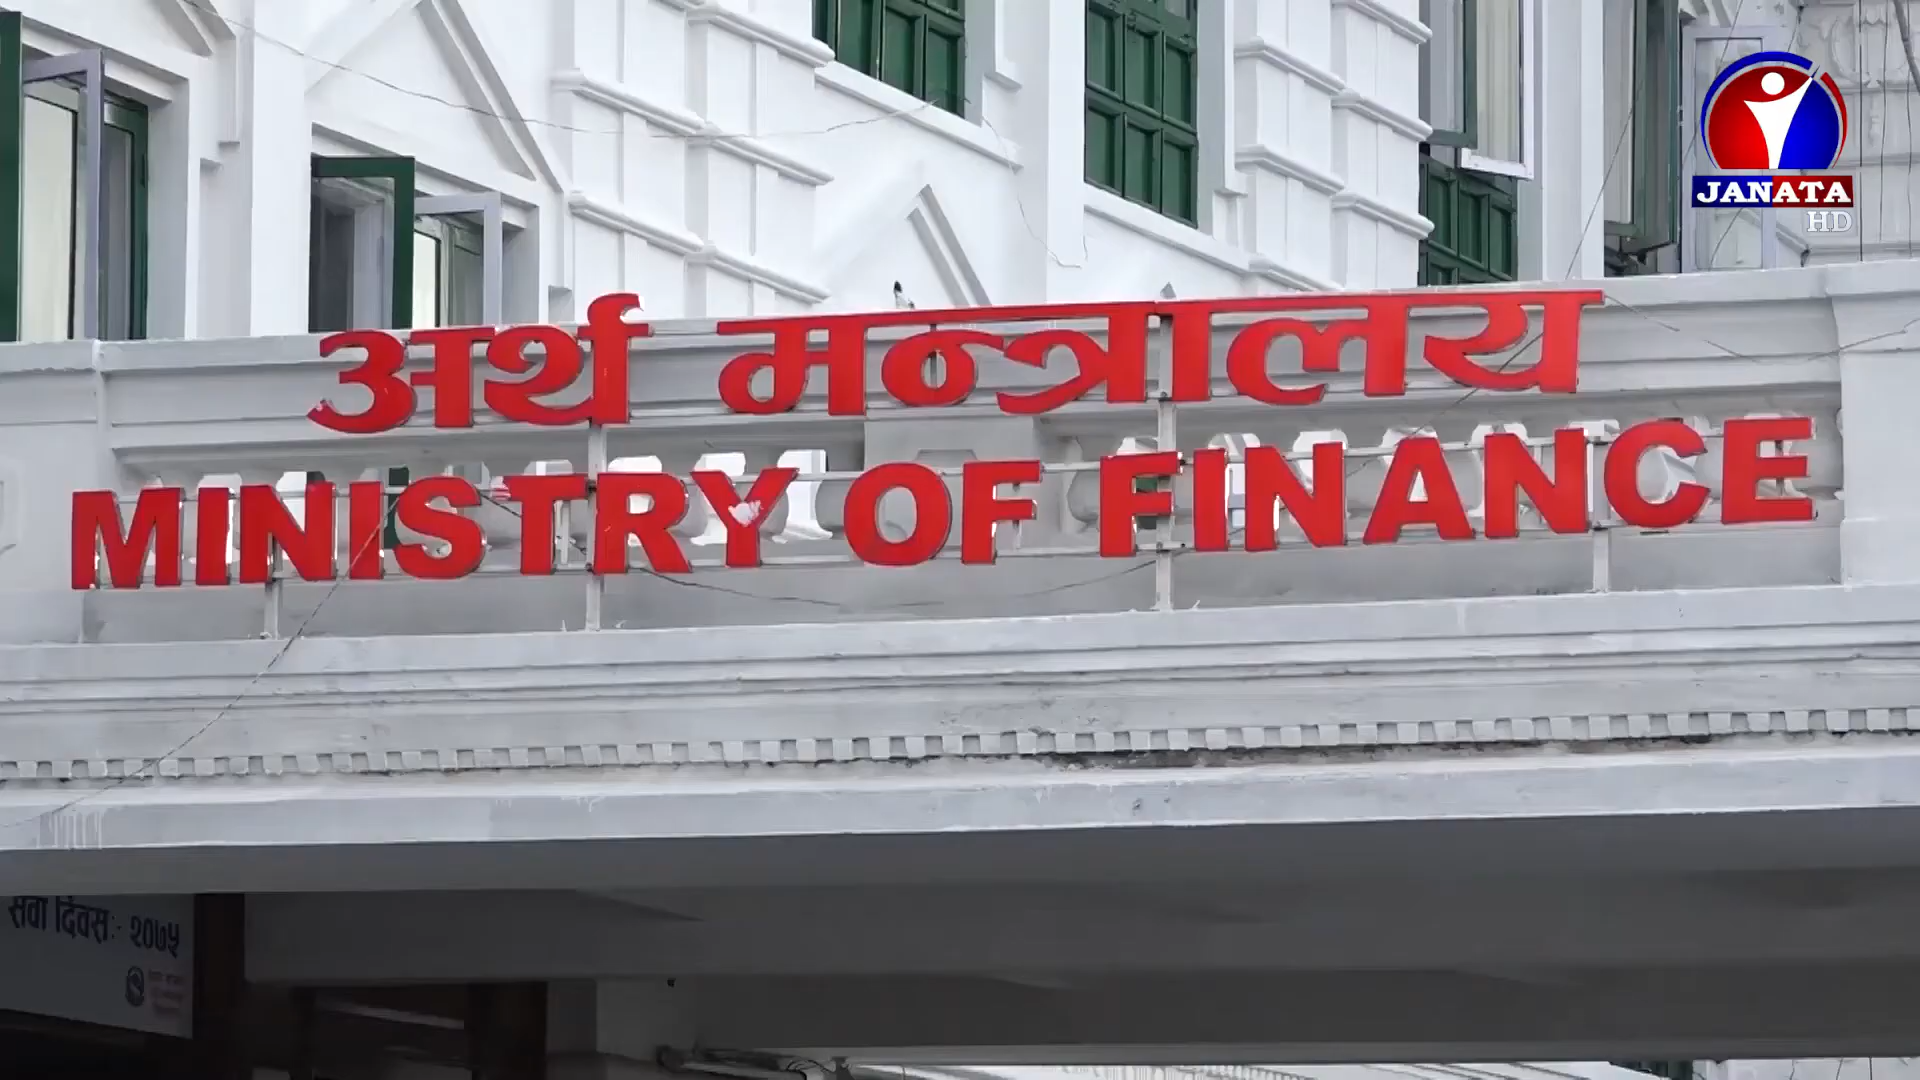 JANATA
HD
अर्थ मन्त्रालय
MINISTRY OF FINANCE
सेवा दिवस:- २०७५